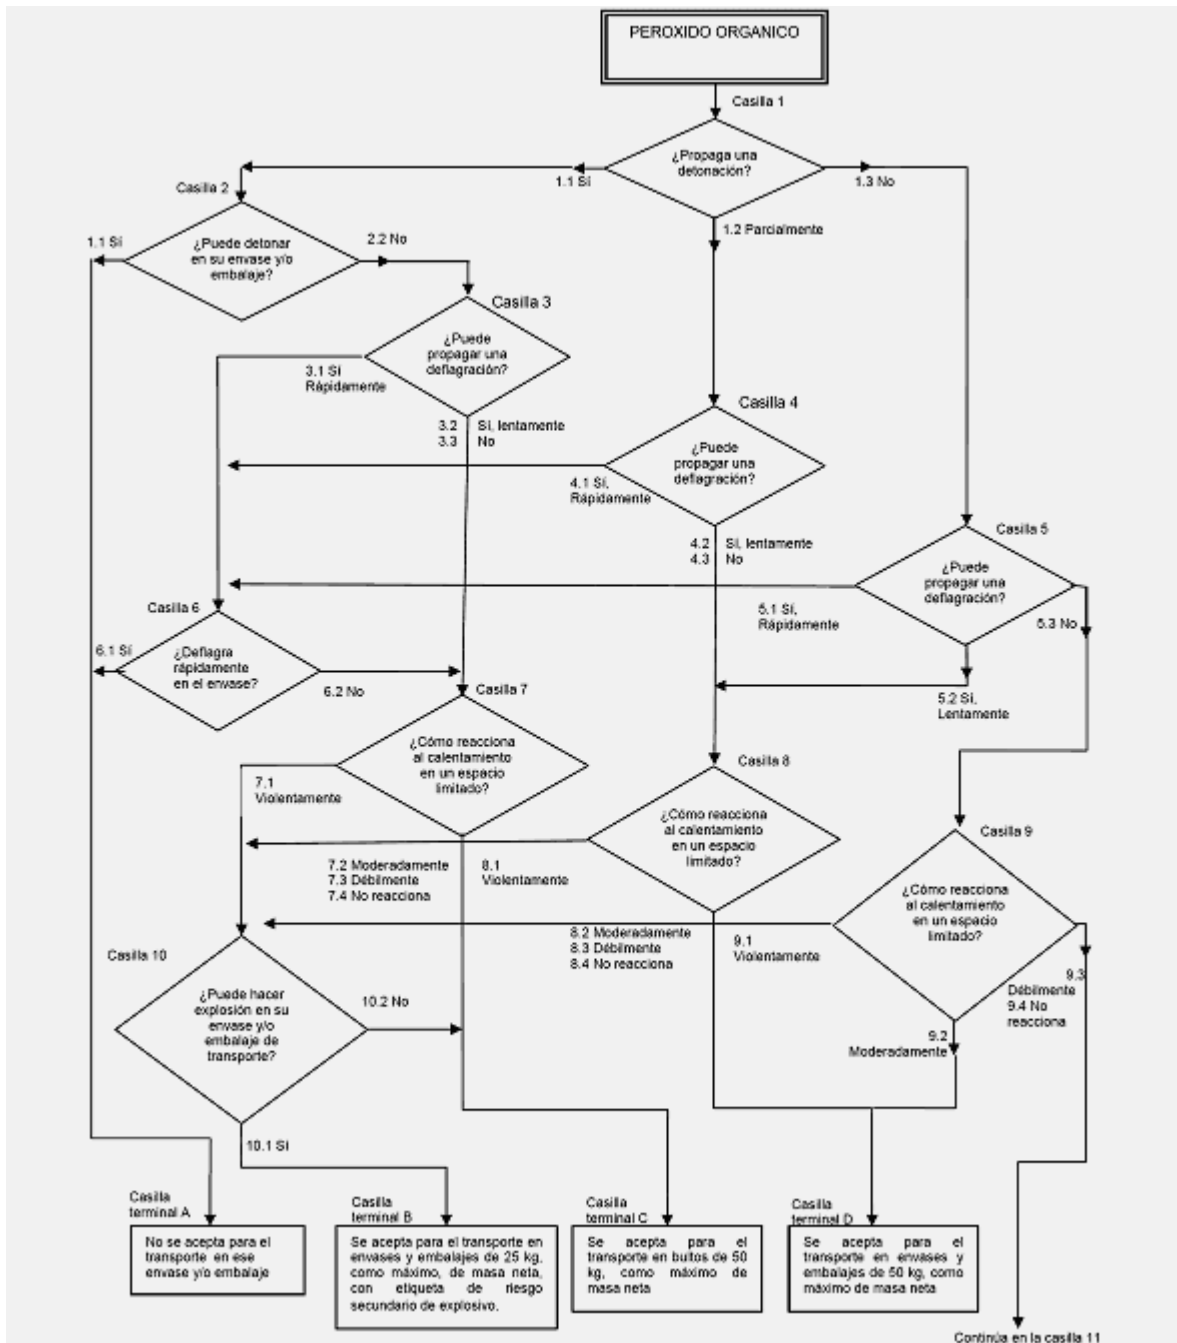 PEROXIDO ORGANICO
Casilla 1
¿Propaga una
detonación?
1.1 Sí
1.3 No
1.2 Parcialmente
Casilla 2
¿Puede detonar
en su envase y/o
embalaje?
1.1 Sí
2.2 No
Casilla 3
¿Puede
propagar una
deflagración?
3.1 Sí
Rápidamente
3.2 Sí, lentamente
3.3 No
Casilla 4
¿Puede
propagar una
deflagración?
4.1 Sí,
Rápidamente
4.2 Sí, lentamente
4.3 No
Casilla 5
¿Puede
propagar una
deflagración?
5.1 Sí,
Rápidamente
5.3 No
5.2 Sí,
Lentamente
Casilla 6
¿Deflagra
rápidamente
en el envase?
6.1 Sí
6.2 No
Casilla 7
¿Cómo reacciona
al calentamiento
en un espacio
limitado?
7.1
Violentamente
7.2 Moderadamente
7.3 Débilmente
7.4 No reacciona
Casilla 8
¿Cómo reacciona
al calentamiento
en un espacio
limitado?
8.1
Violentamente
8.2 Moderadamente
8.3 Débilmente
8.4 No reacciona
Casilla 9
¿Cómo reacciona
al calentamiento
en un espacio
limitado?
9.1
Violentamente
9.3
Débilmente
9.4 No
reacciona
9.2
Moderadamente
Casilla 10
¿Puede hacer
explosión en su
envase y/o
embalaje de
transporte?
10.2 No
10.1 Sí
Casilla
terminal A
No se acepta para el
transporte en ese
envase y/o embalaje
Casilla
terminal B
Se acepta para el transporte en
envases y embalajes de 25 kg,
como máximo, de masa neta,
con etiqueta de riesgo
secundario de explosivo.
Casilla
terminal C
Se acepta para el
transporte en bultos de 50
kg, como máximo de
masa neta
Casilla
terminal D
Se acepta para el
transporte en envases y
embalajes de 50 kg, como
máximo de masa neta
Continúa en la casilla 11